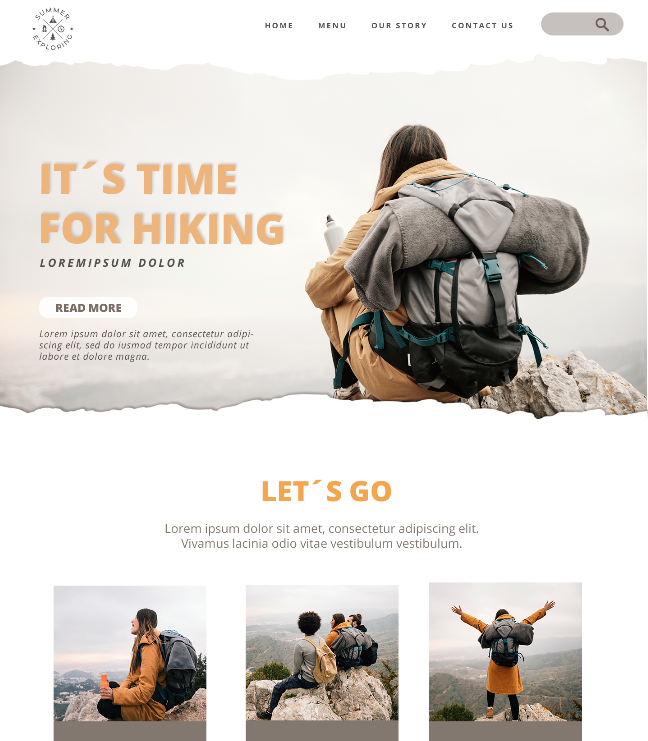 SUMMER
EXPLORING
HOME MENU OUR STORY CONTACT US
IT´S TIME
FOR HIKING
LOREMIPSUM DOLOR
READ MORE
Lorem ipsum dolor sit amet, consectetur adipi-
scing elit, sed do iusmod tempor incididunt ut
labore et dolore magna.
LET´S GO
Lorem ipsum dolor sit amet, consectetur adipiscing elit.
Vivamus lacinia odio vitae vestibulum vestibulum.